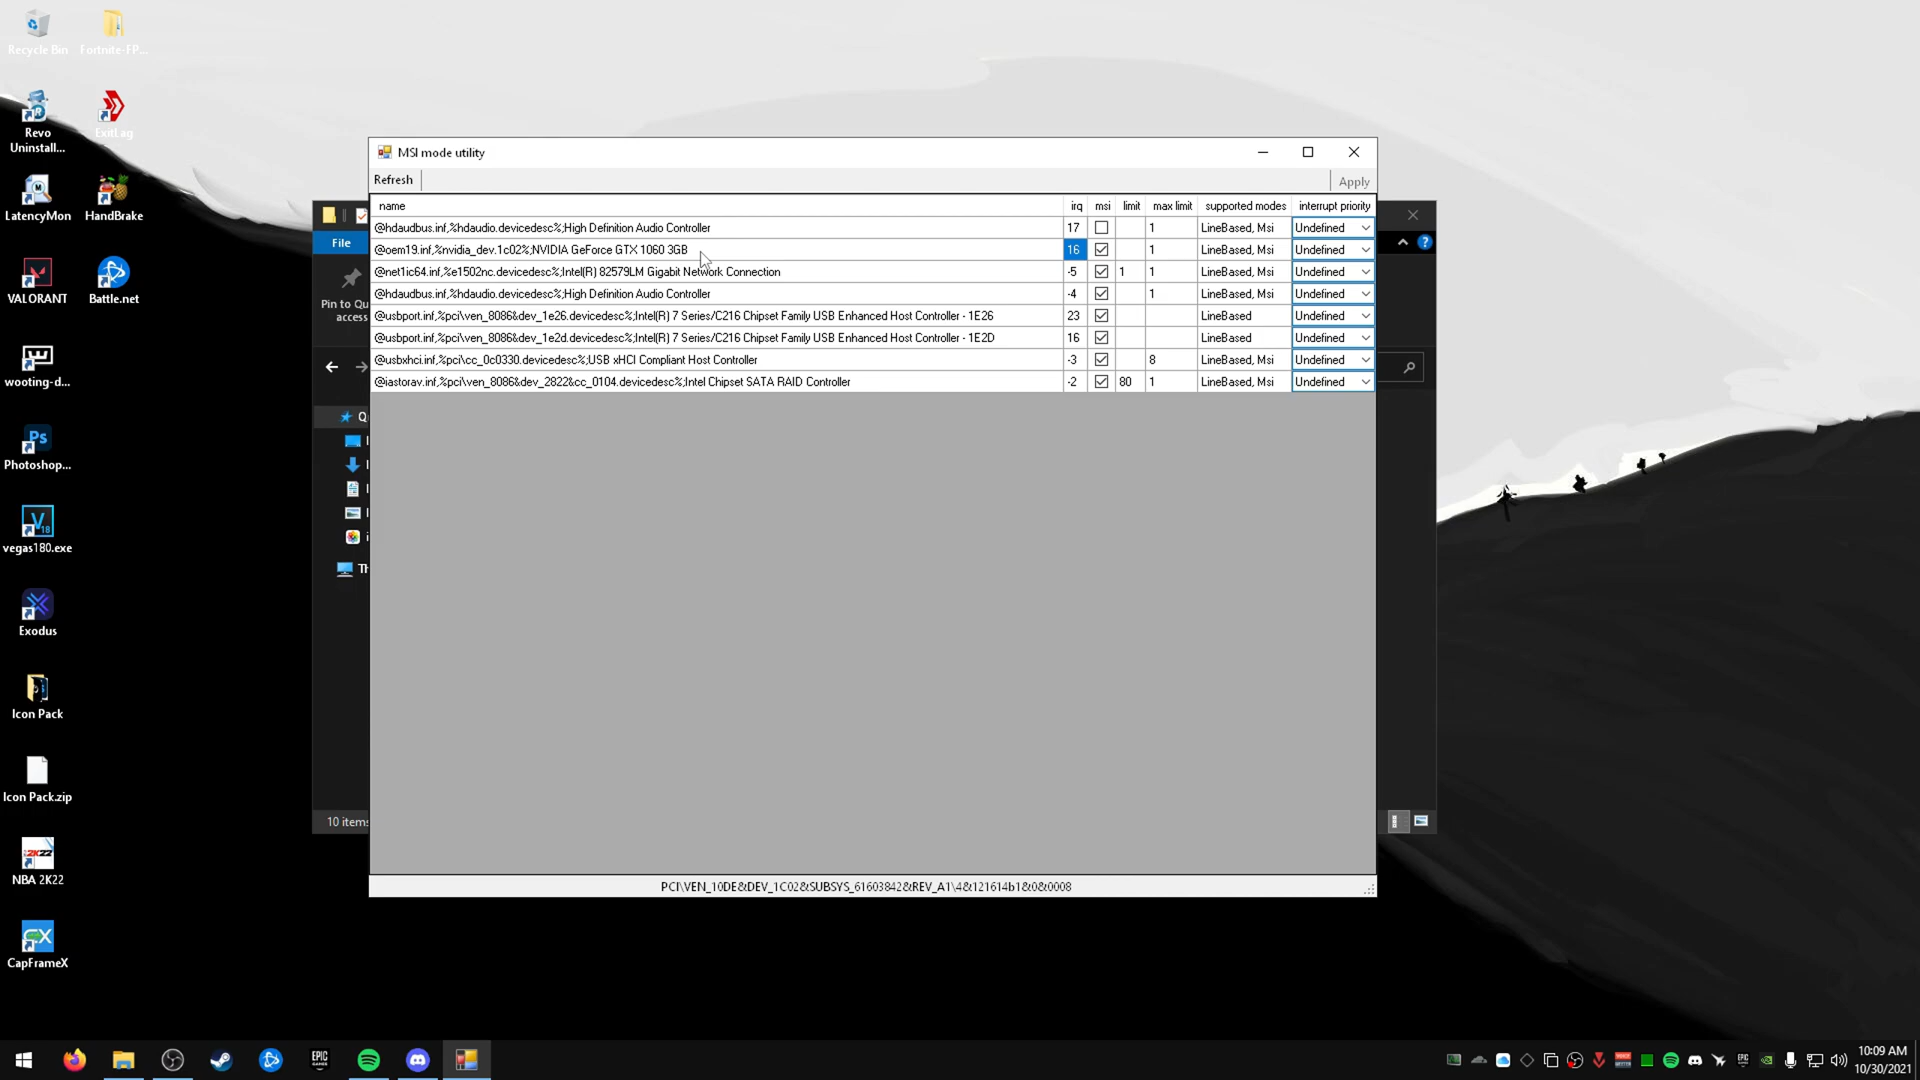 Recycle Bin
Fortnite-FP...
Revo
Uninstall...
ExitLag
LatencyMon
HandBrake
VALORANT
Battle.net
wooting-d...
Photoshop...
vegas180.exe
Exodus
Icon Pack
Icon Pack.zip
NBA 2K22
CapFrameX
MSI mode utility
Refresh
Apply
name irq msi limit max limit supported modes interrupt priority
@hdaudbus.inf,%hdaudio.devicedesc%;High Definition Audio Controller 17 1 LineBased, Msi Undefined
@oem19.inf,%nvidia_dev.1c02%;NVIDIA GeForce GTX 1060 3GB 16 1 LineBased, Msi Undefined
@net1ic64.inf,%e1502nc.devicedesc%;Intel(R) 82579LM Gigabit Network Connection -5 1 1 LineBased, Msi Undefined
@hdaudbus.inf,%hdaudio.devicedesc%;High Definition Audio Controller -4 1 LineBased, Msi Undefined
@usbport.inf,%pci\ven_8086&dev_1e26.devicedesc%;Intel(R) 7 Series/C216 Chipset Family USB Enhanced Host Controller - 1E26 23 LineBased Undefined
@usbport.inf,%pci\ven_8086&dev_1e2d.devicedesc%;Intel(R) 7 Series/C216 Chipset Family USB Enhanced Host Controller - 1E2D 16 LineBased Undefined
@usbxhci.inf,%pci\cc_0c0330.devicedesc%;USB xHCI Compliant Host Controller -3 8 LineBased, Msi Undefined
@iastorav.inf,%pci\ven_8086&dev_2822&cc_0104.devicedesc%;Intel Chipset SATA RAID Controller -2 80 1 LineBased, Msi Undefined
PCI\VEN_10DE&DEV_1C02&SUBSYS_61603842&REV_A1\4&121614b1&0&0008
File
Pin to Qu
access
Q
Th
10 items
EPIC
GAMES
10:09 AM
10/30/2021